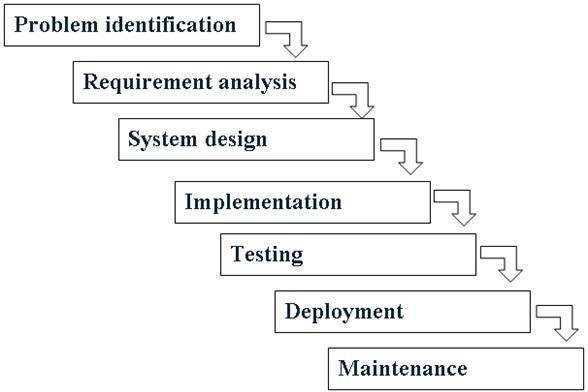 Problem identification
Requirement analysis
System design
Implementation
Testing
Deployment
Maintenance